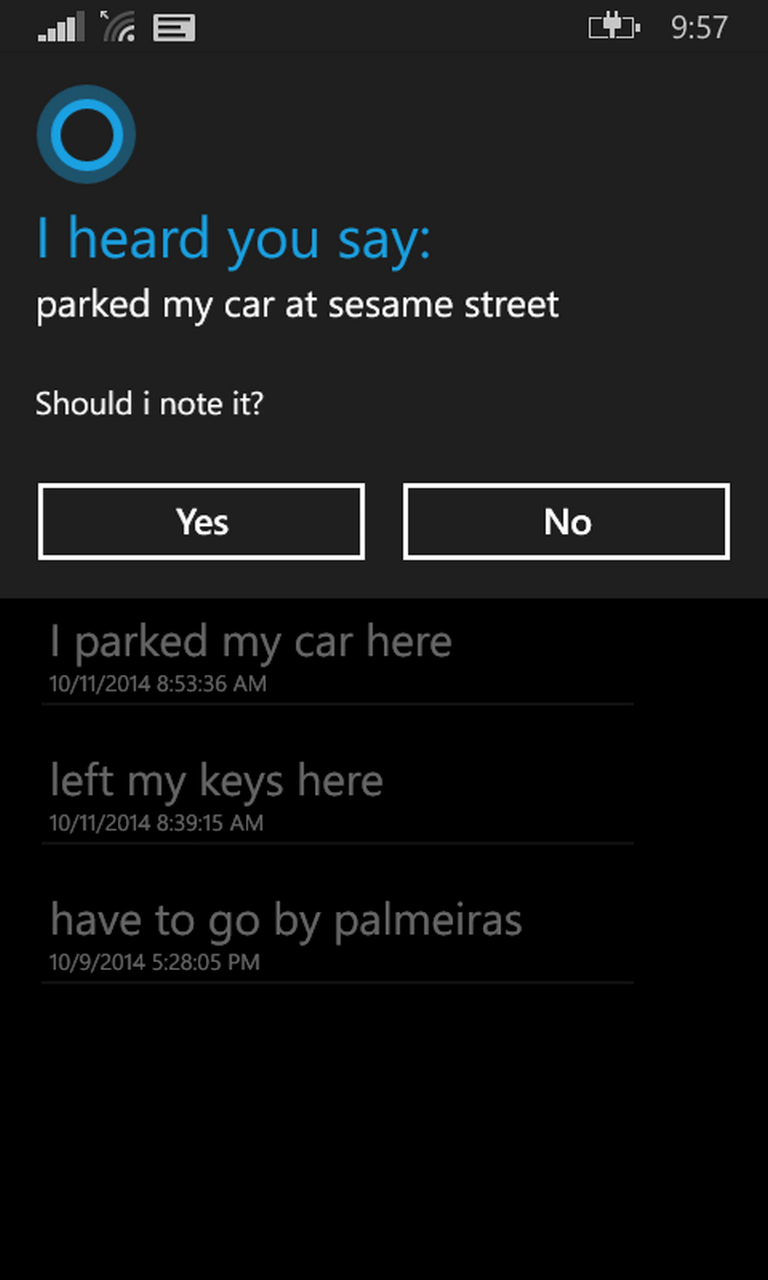 9:57
I heard you say:
parked my car at sesame street
Should i note it?
Yes No
I parked my car here
10/11/2014 8:53:36 AM
left my keys here
10/11/2014 8:39:15 AM
have to go by palmeiras
10/9/2014 5:28:05 PM